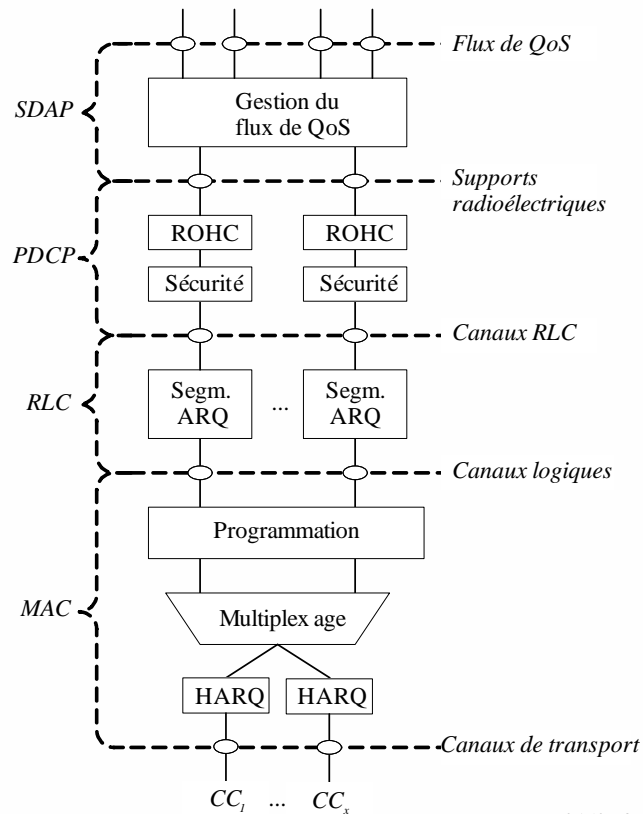 Flux de QoS
SDAP
Gestion du
flux de QoS
Supports
radioélectriques
ROHC
ROHC
PDCP
Sécurité
Sécurité
Canaux RLC
RLC
Segm.
ARQ
...
Segm.
ARQ
Canaux logiques
Programmation
MAC
Multiplex age
HARQ
HARQ
Canaux de transport
CC1 ... CCx